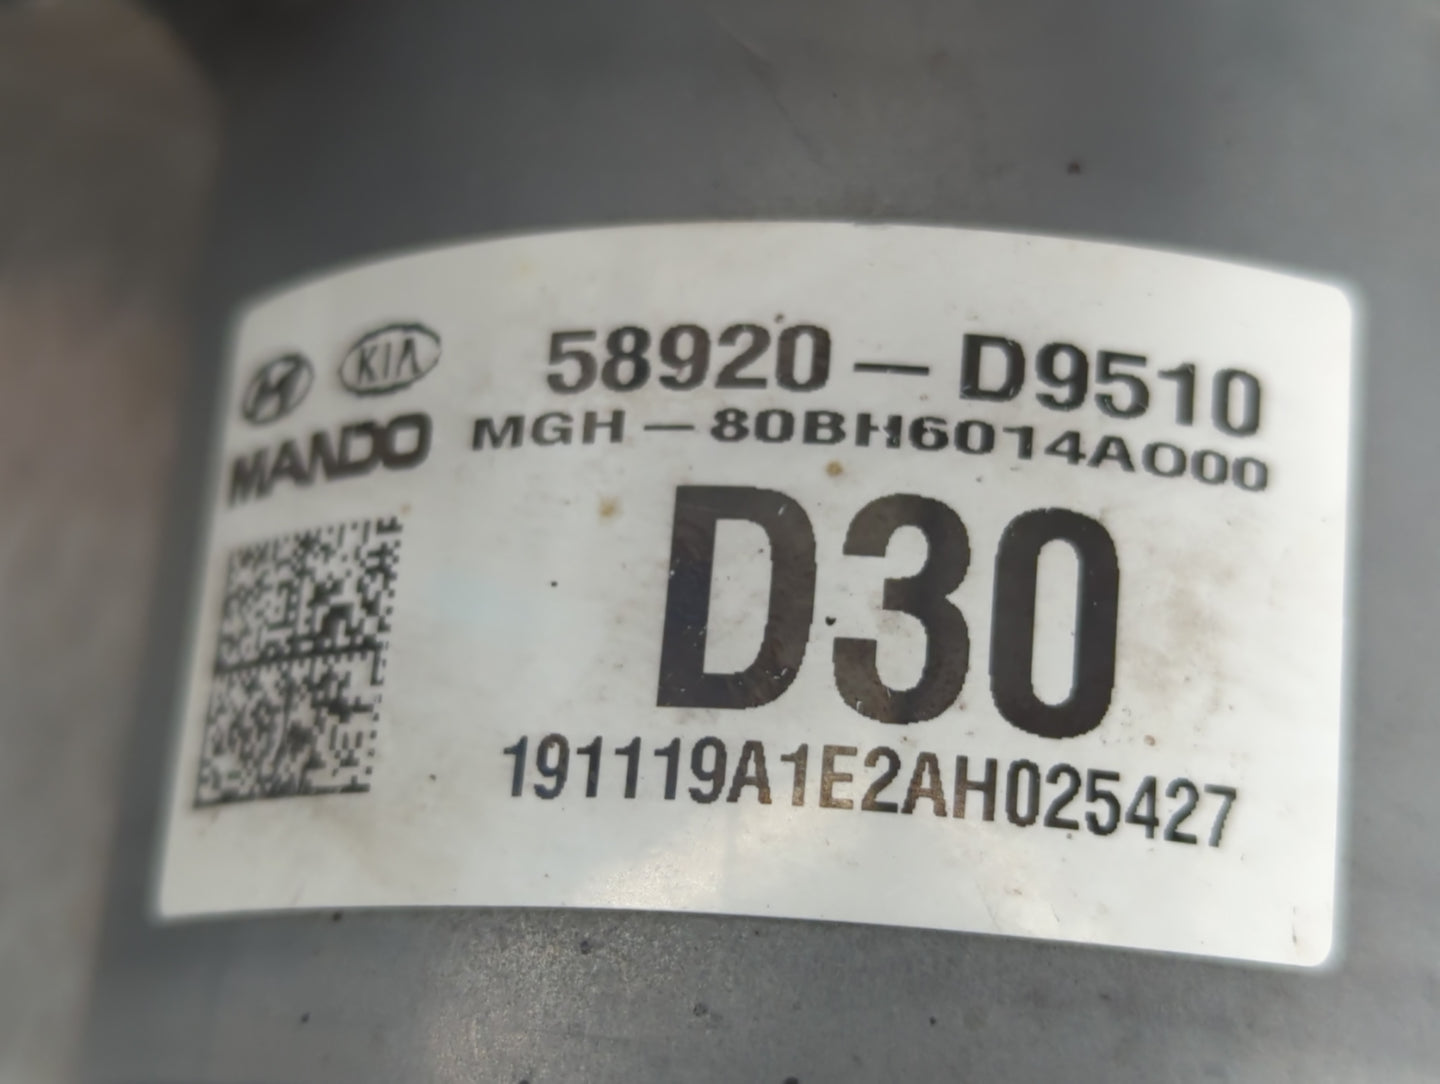 KIA 58920-D9510
MANDO MGH-80BH6014A000
D30
191119A1E2AH025427